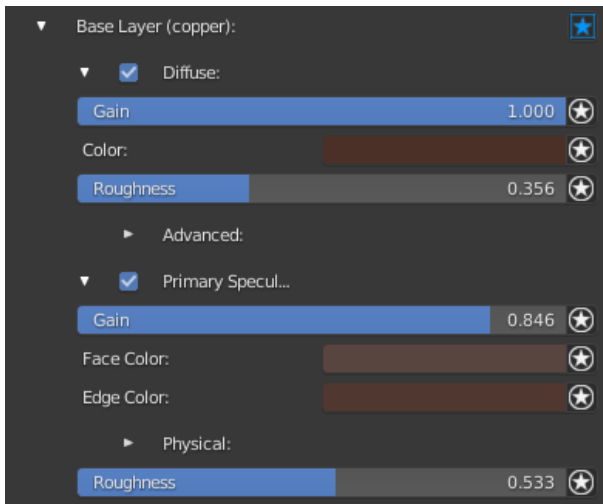 Base Layer (copper):
Diffuse:
Gain 1.000
Color:
Roughness 0.356
Advanced:
Primary Specul...
Gain 0.846
Face Color:
Edge Color:
Physical:
Roughness 0.533